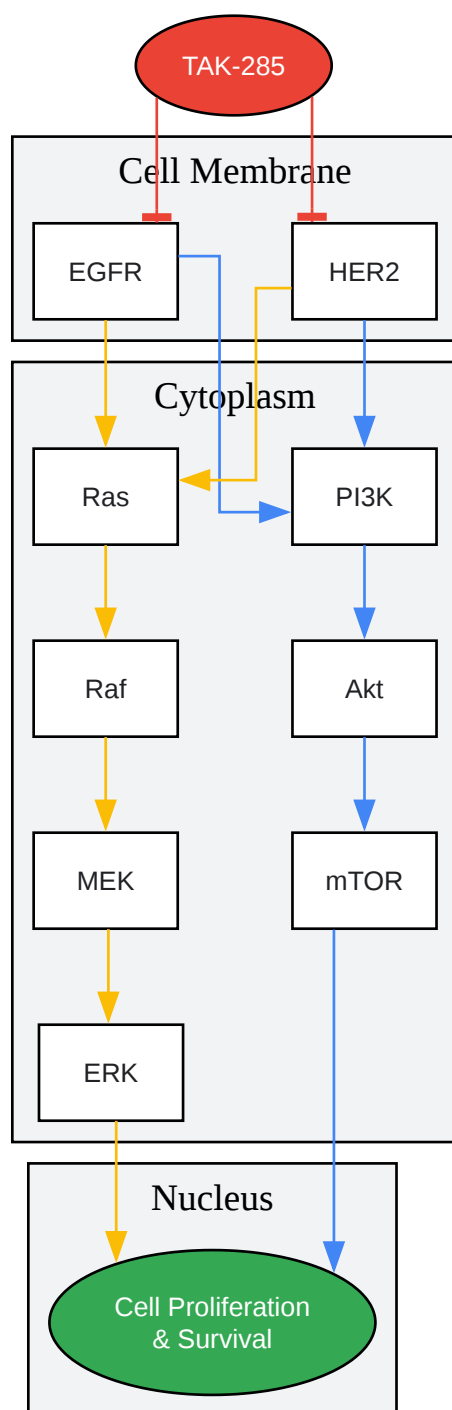 TAK-285
Cell Membrane
EGFR
HER2
Cytoplasm
Ras
PI3K
Raf
Akt
MEK
mTOR
ERK
Nucleus
Cell Proliferation
& Survival